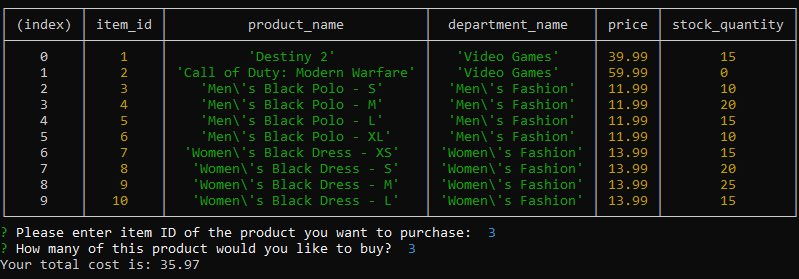 (index) item_id product_name department_name price stock_quantity
0 1 'Destiny 2' 'Video Games' 39.99 15
1 2 'Call of Duty: Modern Warfare' 'Video Games' 59.99 0
2 3 'Men\'s Black Polo - S' 'Men\'s Fashion' 11.99 10
3 4 'Men\'s Black Polo - M' 'Men\'s Fashion' 11.99 20
4 5 'Men\'s Black Polo - L' 'Men\'s Fashion' 11.99 15
5 6 'Men\'s Black Polo - XL' 'Men\'s Fashion' 11.99 10
6 7 'Women\'s Black Dress - XS' 'Women\'s Fashion' 13.99 15
7 8 'Women\'s Black Dress - S' 'Women\'s Fashion' 13.99 20
8 9 'Women\'s Black Dress - M' 'Women\'s Fashion' 13.99 25
9 10 'Women\'s Black Dress - L' 'Women\'s Fashion' 13.99 15
? Please enter item ID of the product you want to purchase: 3
? How many of this product would you like to buy? 3
Your total cost is: 35.97